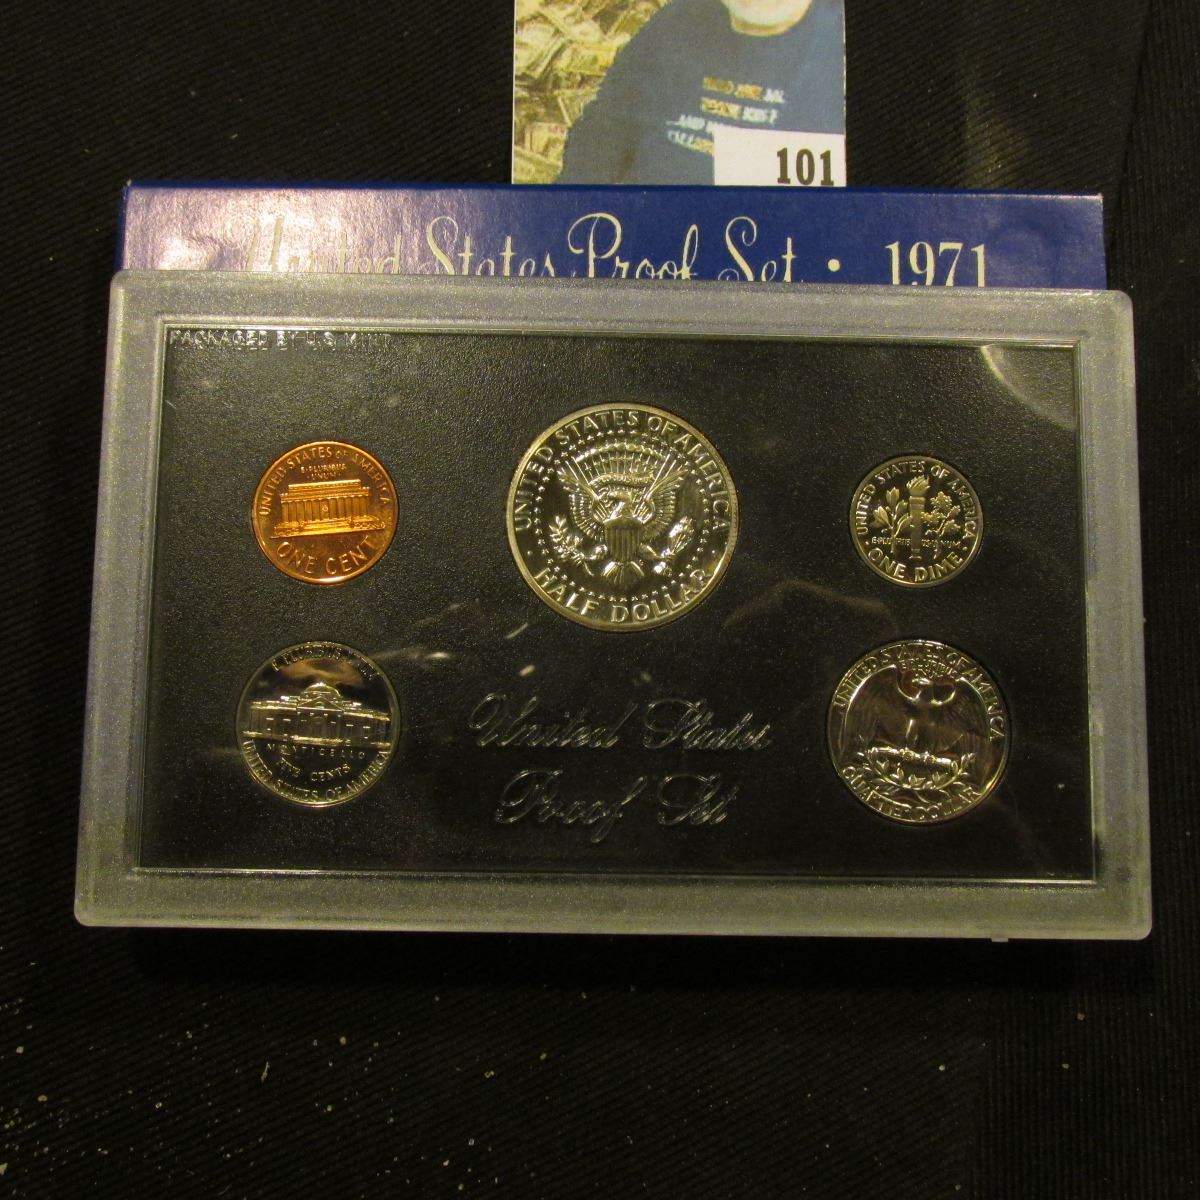 101
United States Proof Set • 1971
PACKAGED BY U.S. MINT
UNITED STATES OF AMERICA
E·PLURIBUS
UNUM
ONE CENT
UNITED STATES OF AMERICA
HALF DOLLAR
UNITED STATES OF AMERICA
E·PLURIBUS UNUM
ONE DIME
E PLURIBUS UNUM
MONTICELLO
FIVE CENTS
UNITED STATES OF AMERICA
UNITED STATES OF AMERICA
E PLURIBUS
UNUM
QUARTER DOLLAR
United States
Proof Set